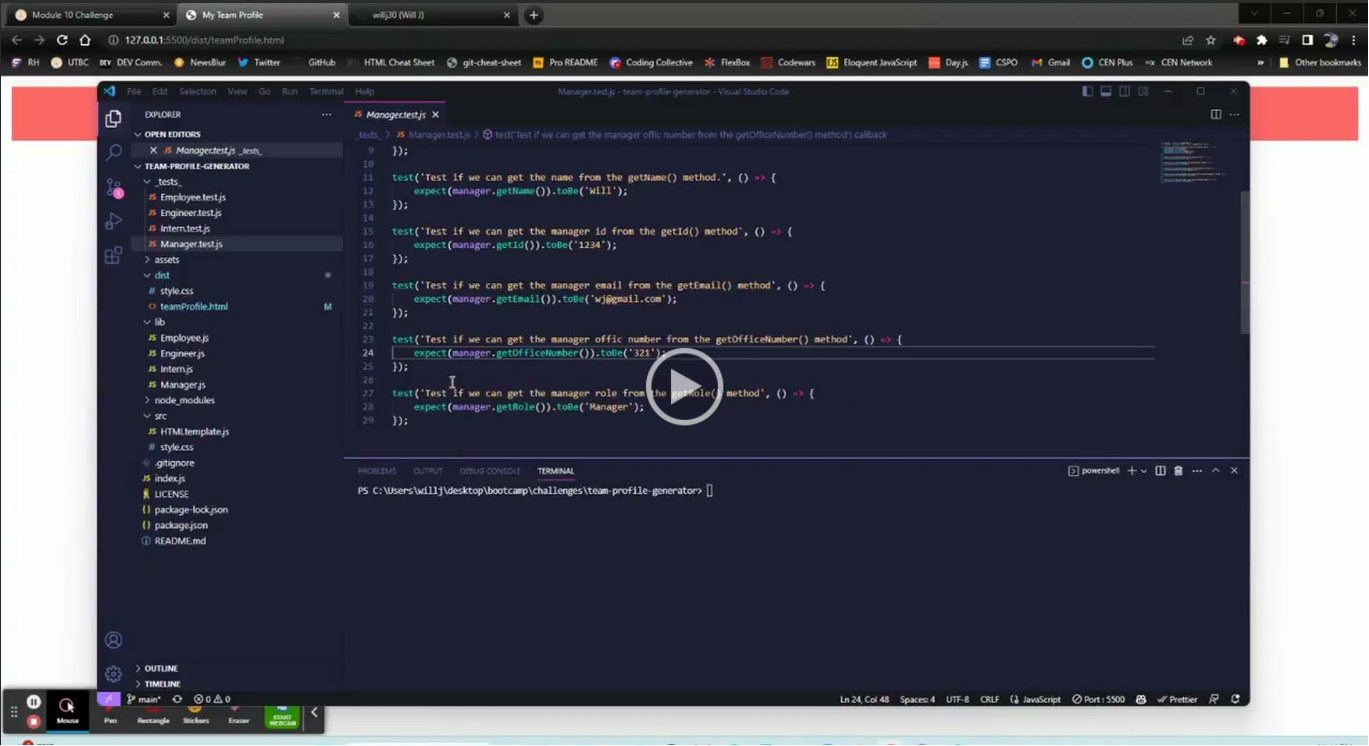 Module 10 Challenge My Team Profile willj30 (Will J)
127.0.0.1:5500/dist/teamProfile.html
RH UTBC DEV DEV Comm. NewsBlur Twitter GitHub HTML Cheat Sheet git-cheat-sheet Pro README Coding Collective FlexBox Codewars Eloquent JavaScript Day.js CSPO Gmail CEN Plus CEN Network » Other bookmarks
File Edit Selection View Go Run Terminal Help Manager.test.js - team-profile-generator - Visual Studio Code
EXPLORER
OPEN EDITORS
JS Manager.test.js _tests_
TEAM-PROFILE-GENERATOR
_tests_
JS Employee.test.js
JS Engineer.test.js
JS Intern.test.js
JS Manager.test.js
assets
dist
# style.css
<> teamProfile.html M
lib
JS Employee.js
JS Engineer.js
JS Intern.js
JS Manager.js
node_modules
src
JS HTMLtemplate.js
# style.css
.gitignore
JS index.js
LICENSE
{} package-lock.json
{} package.json
README.md
OUTLINE
TIMELINE
JS Manager.test.js
_tests_ > JS Manager.test.js > test('Test if we can get the manager offic number from the getOfficeNumber() method') callback
9 });
10
11 test('Test if we can get the name from the getName() method.', () => {
12 expect(manager.getName()).toBe('Will');
13 });
14
15 test('Test if we can get the manager id from the getId() method', () => {
16 expect(manager.getId()).toBe('1234');
17 });
18
19 test('Test if we can get the manager email from the getEmail() method', () => {
20 expect(manager.getEmail()).toBe('wj@gmail.com');
21 });
22
23 test('Test if we can get the manager offic number from the getOfficeNumber() method', () => {
24 expect(manager.getOfficeNumber()).toBe('321');
25 });
26
27 test('Test if we can get the manager role from the getRole() method', () => {
28 expect(manager.getRole()).toBe('Manager');
29 });
PROBLEMS OUTPUT DEBUG CONSOLE TERMINAL powershell
PS C:\Users\willj\desktop\bootcamp\challenges\team-profile-generator>
main* 0 0 Ln 24, Col 48 Spaces: 4 UTF-8 CRLF JavaScript Port : 5500 Prettier
Mouse Pen Rectangle Stickers Eraser START WEBCAM